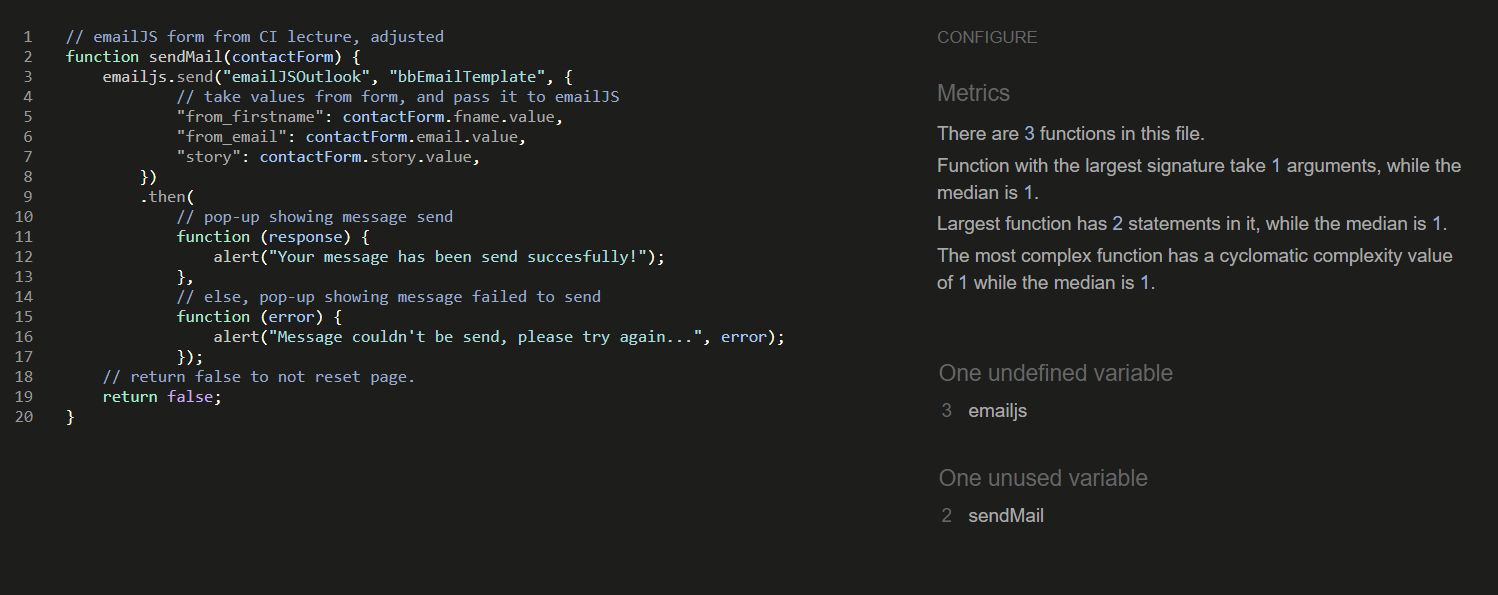 1 // emailJS form from CI lecture, adjusted
2 function sendMail(contactForm) {
3 emailjs.send("emailJSOutlook", "bbEmailTemplate", {
4 // take values from form, and pass it to emailJS
5 "from_firstname": contactForm.fname.value,
6 "from_email": contactForm.email.value,
7 "story": contactForm.story.value,
8 })
9 .then(
10 // pop-up showing message send
11 function (response) {
12 alert("Your message has been send succesfully!");
13 },
14 // else, pop-up showing message failed to send
15 function (error) {
16 alert("Message couldn't be send, please try again...", error);
17 });
18 // return false to not reset page.
19 return false;
20 }
CONFIGURE
Metrics
There are 3 functions in this file.
Function with the largest signature take 1 arguments, while the
median is 1.
Largest function has 2 statements in it, while the median is 1.
The most complex function has a cyclomatic complexity value
of 1 while the median is 1.
One undefined variable
3 emailjs
One unused variable
2 sendMail